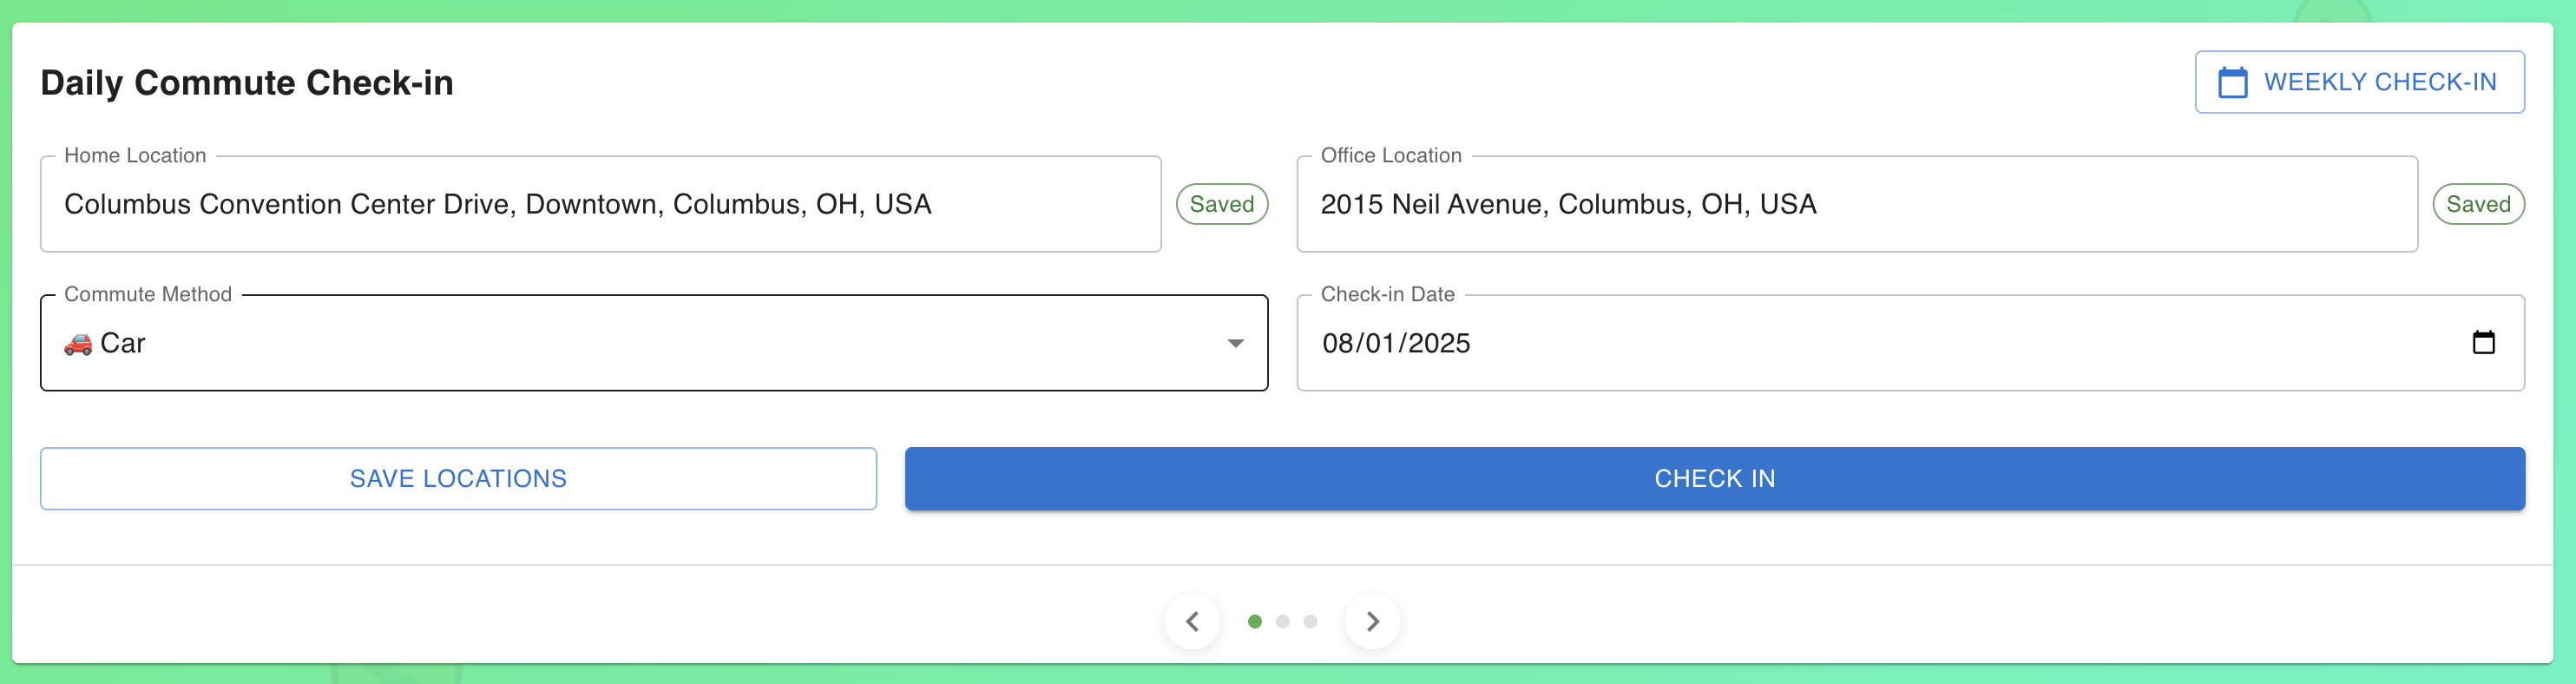 Daily Commute Check-in
WEEKLY CHECK-IN
Home Location
Columbus Convention Center Drive, Downtown, Columbus, OH, USA
Saved
Office Location
2015 Neil Avenue, Columbus, OH, USA
Saved
Commute Method
🚗 Car
Check-in Date
08/01/2025
SAVE LOCATIONS
CHECK IN